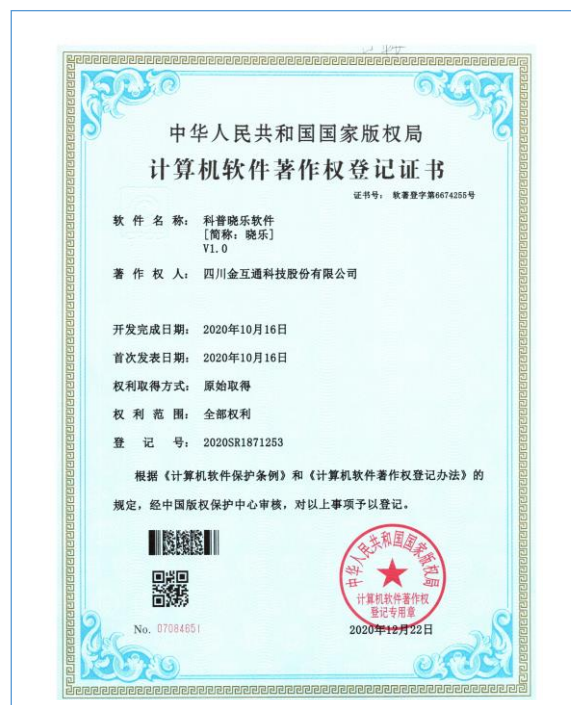 中华人民共和国国家版权局
计算机软件著作权登记证书
证书号： 软著登字第6674255号
软件名称： 科普晓乐软件
[简称：晓乐]
V1.0
著作权人： 四川金互通科技股份有限公司
开发完成日期： 2020年10月16日
首次发表日期： 2020年10月16日
权利取得方式： 原始取得
权利范围： 全部权利
登记号： 2020SR1871253
根据《计算机软件保护条例》和《计算机软件著作权登记办法》的
规定，经中国版权保护中心审核，对以上事项予以登记。
中华人民共和国国家版权局
计算机软件著作权
登记专用章
No. 07084651
2020年12月22日